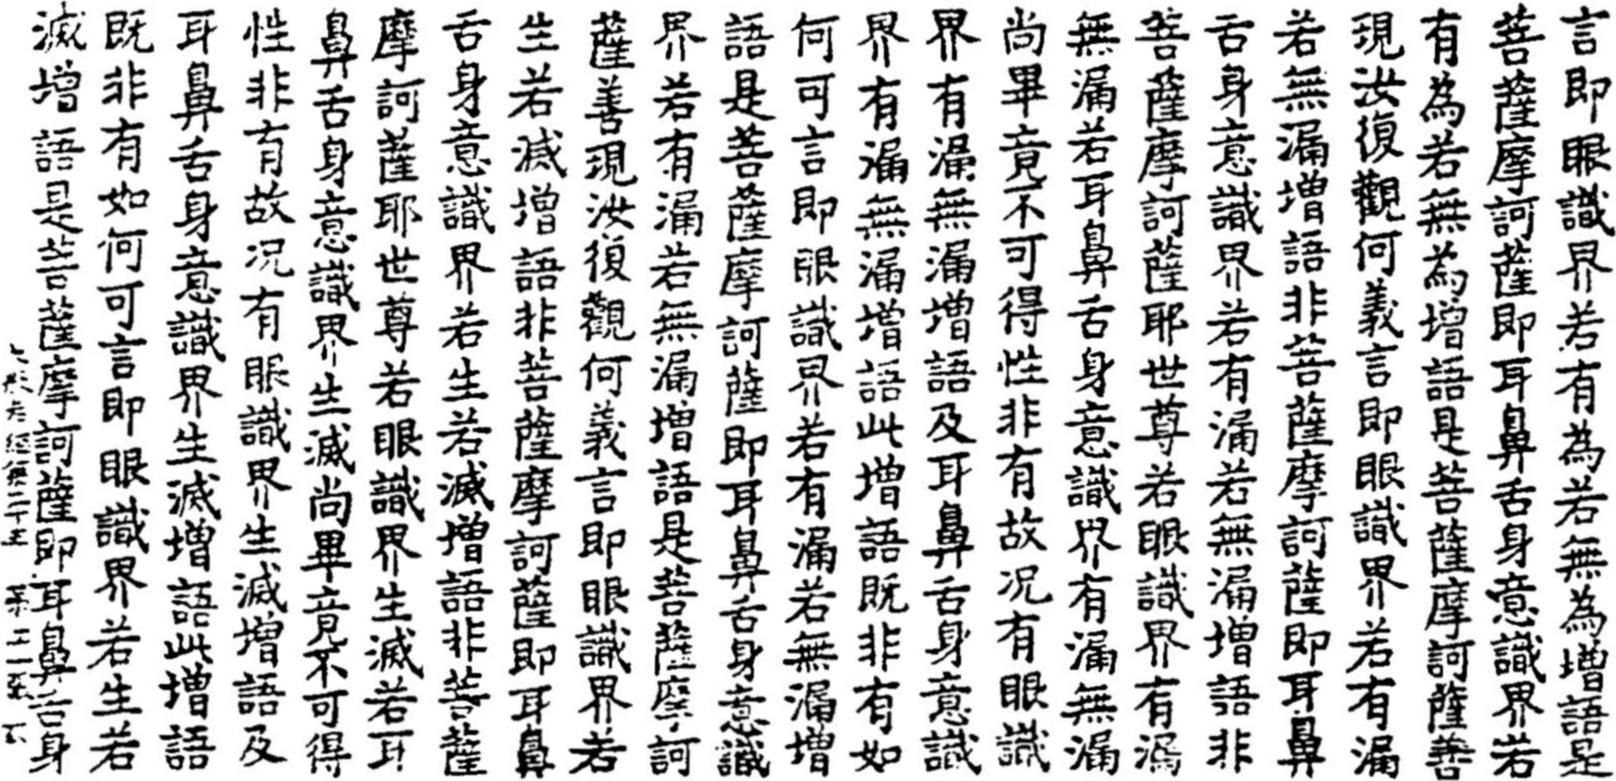 言即眼識界若有為若無為增語是
菩薩摩訶薩即耳鼻舌身意識界若
有為若無為增語是菩薩摩訶薩善
現汝復觀何義言即眼識界若有漏
若無漏增語非菩薩摩訶薩即耳鼻
舌身意識界若有漏若無漏增語非
菩薩摩訶薩耶世尊若眼識界有漏
無漏若耳鼻舌身意識界有漏無漏
尚畢竟不可得性非有故况有眼識
界有漏無漏增語及耳鼻舌身意識
界有漏無漏增語此增語既非有如
何可言即眼識界若有漏若無漏增
語是菩薩摩訶薩即耳鼻舌身意識
界若有漏若無漏增語是菩薩摩訶
薩善現汝復觀何義言即眼識界若
生若滅增語非菩薩摩訶薩即耳鼻
舌身意識界若生若滅增語非菩薩
摩訶薩耶世尊若眼識界生滅若耳
鼻舌身意識界生滅尚畢竟不可得
性非有故况有眼識界生滅增語及
耳鼻舌身意識界生滅增語此增語
既非有如何可言即眼識界若生若
滅增語是菩薩摩訶薩即耳鼻舌身